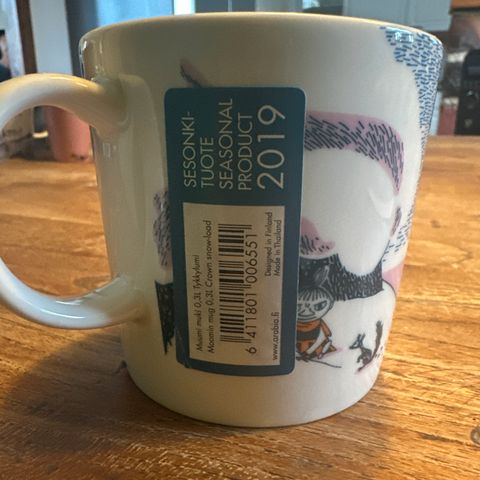 SESONKI-
TUOTE
SEASONAL
PRODUCT
2019
Muumi muki 0,3L Tykkylumi
Moomin mug 0,3L Crown snow-load
6 411801 006551
Designed in Finland
Made in Thailand
www.arabia.fi